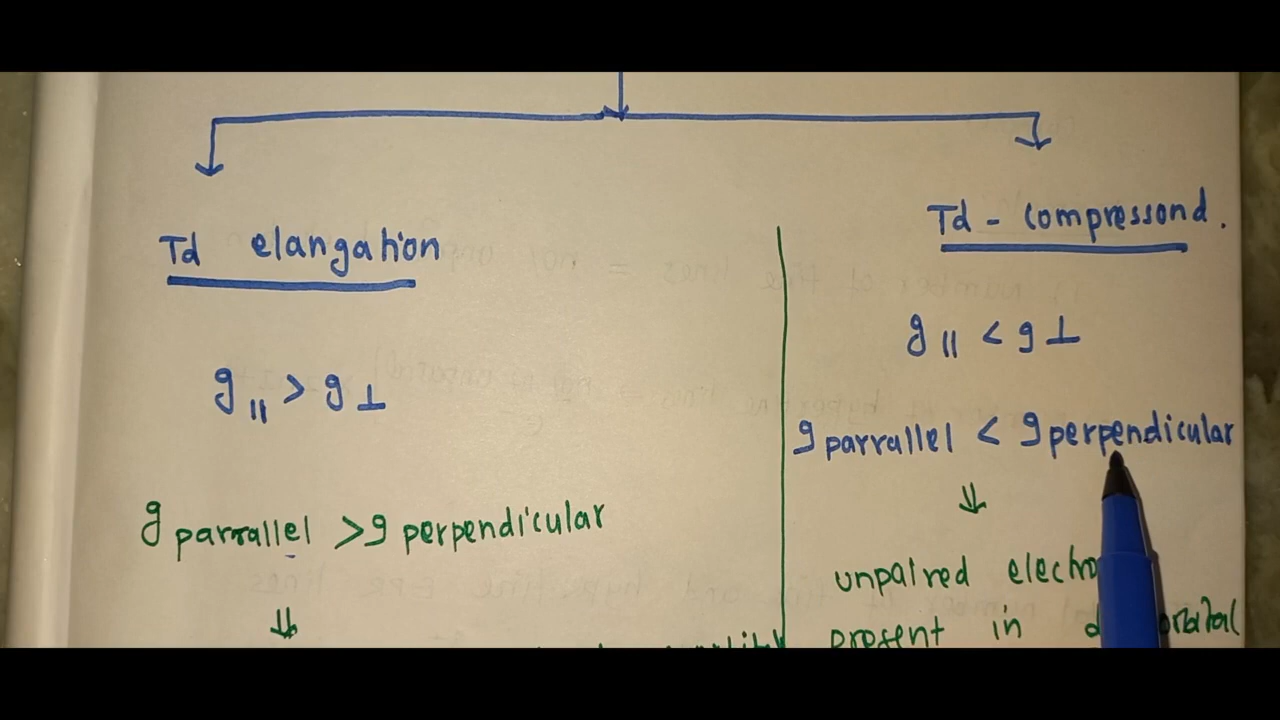 Td elangation
g || > g ⊥
g parrallel > g perpendicular
⇓
Td - compressond.
g || < g ⊥
g parrallel < g perpendicular
⇓
unpaired
present in